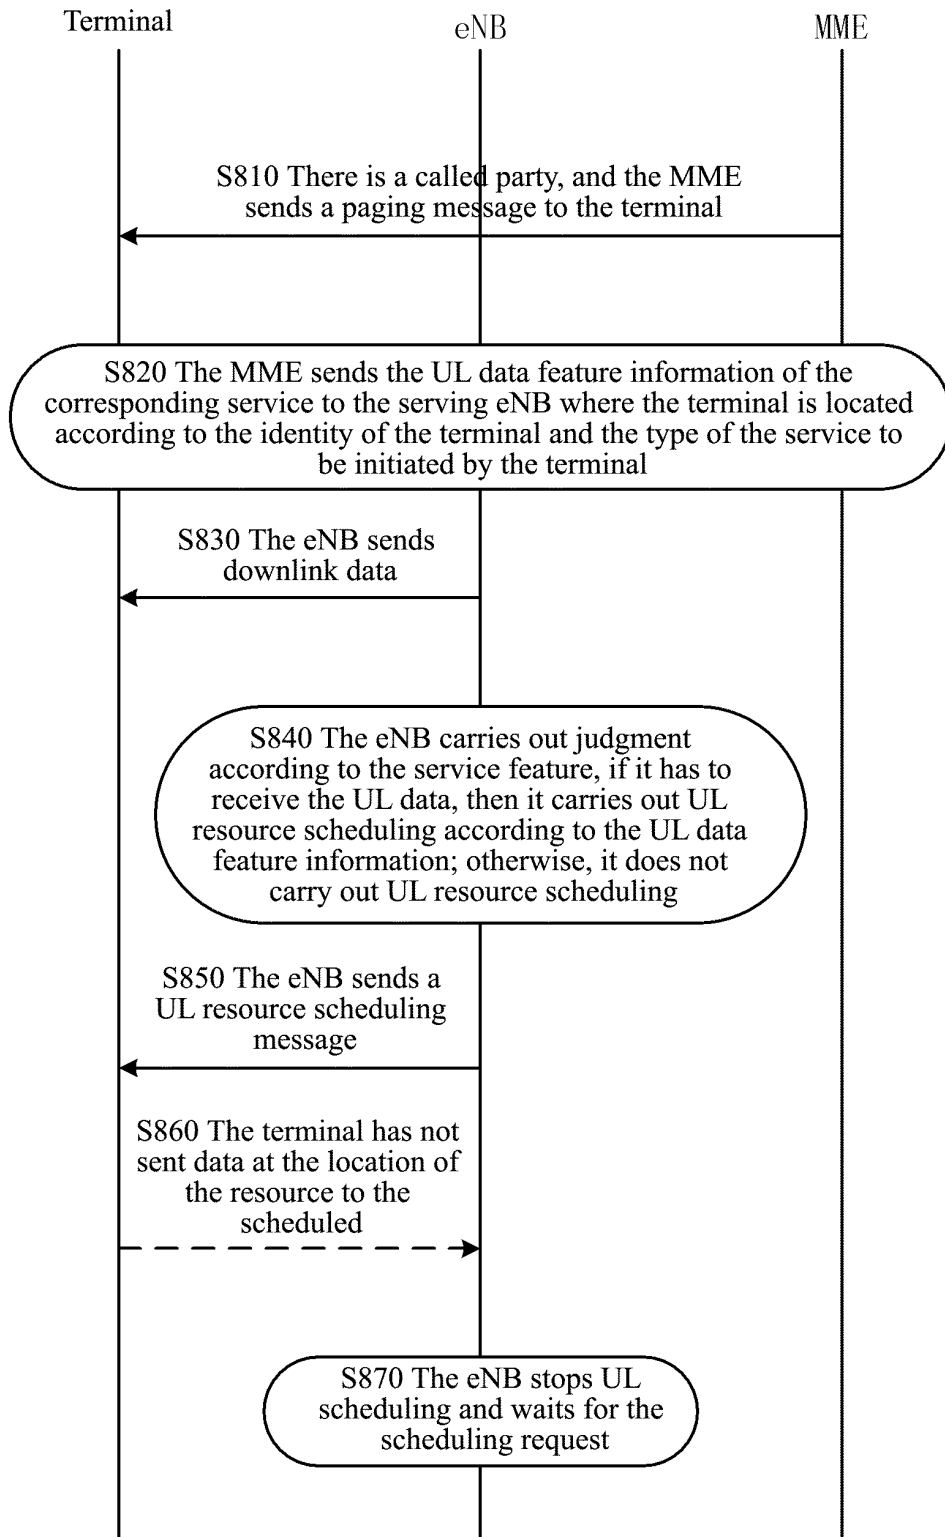 Terminal
eNB
MME
S810 There is a called party, and the MME
sends a paging message to the terminal
S820 The MME sends the UL data feature information of the
corresponding service to the serving eNB where the terminal is located
according to the identity of the terminal and the type of the service to
be initiated by the terminal
S830 The eNB sends
downlink data
S840 The eNB carries out judgment
according to the service feature, if it has to
receive the UL data, then it carries out UL
resource scheduling according to the UL data
feature information; otherwise, it does not
carry out UL resource scheduling
S850 The eNB sends a
UL resource scheduling
message
S860 The terminal has not
sent data at the location of
the resource to the
scheduled
S870 The eNB stops UL
scheduling and waits for the
scheduling request